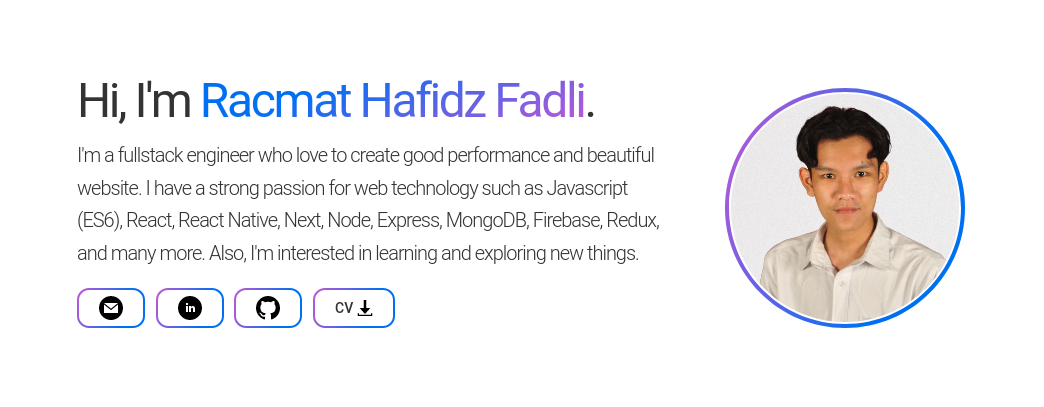 Hi, I'm Racmat Hafidz Fadli.
I'm a fullstack engineer who love to create good performance and beautiful
website. I have a strong passion for web technology such as Javascript
(ES6), React, React Native, Next, Node, Express, MongoDB, Firebase, Redux,
and many more. Also, I'm interested in learning and exploring new things.
in CV